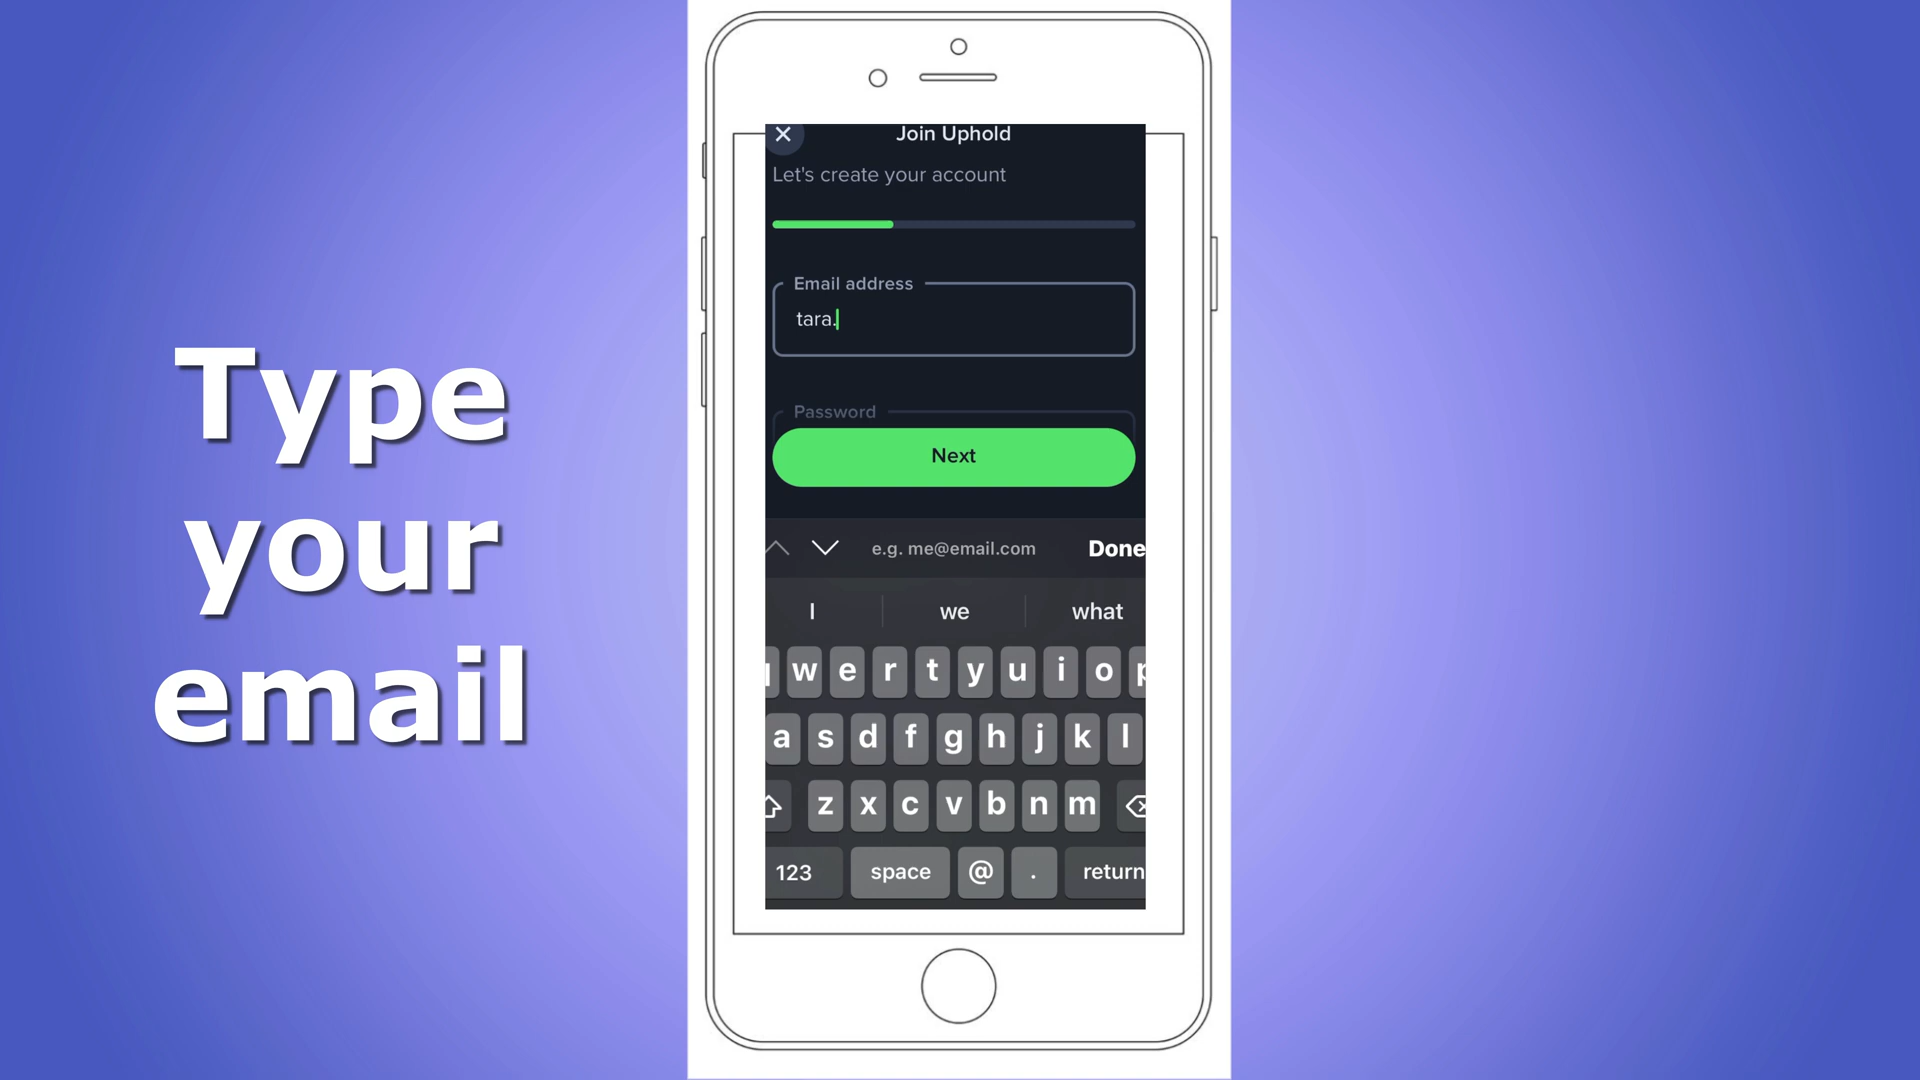 Type
your
email
Join Uphold
Let's create your account
Email address
tara.
Password
Next
e.g. me@email.com
Done
I
we
what
q w e r t y u i o p
a s d f g h j k l
z x c v b n m
123
space
@
.
return